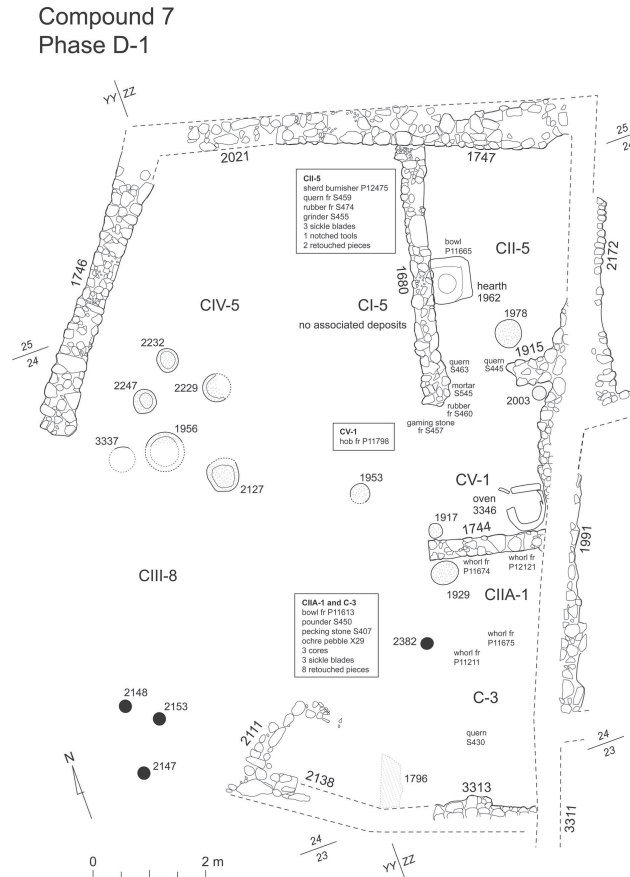 Compound 7
Phase D-1
YY ZZ
25
24
2021
1747
CII-5
sherd burnisher P12475
quern fr S459
rubber fr S474
grinder S455
3 sickle blades
1 notched tools
2 retouched pieces
1746
1680
bowl
P11665
CII-5
2172
hearth
1962
CIV-5
CI-5
no associated deposits
1978
1915
25
24
2232
2247
2229
quern
S463
quern
S445
mortar
S545
2003
rubber
fr S460
gaming stone
fr S457
1956
3337
2127
CV-1
hob fr P11798
1953
CV-1
oven
3346
1917
1744
1991
whorl fr
P11674
whorl fr
P12121
1929
CIII-8
CIIA-1
CIIA-1 and C-3
bowl fr P11613
pounder S450
pecking stone S407
ochre pebble X29
3 cores
3 sickle blades
8 retouched pieces
2382
whorl fr
P11675
whorl fr
P11211
2148
2153
2147
C-3
2111
d
quern
S430
24
23
N
2138
1796
3313
3311
0
2 m
24
23
YY ZZ